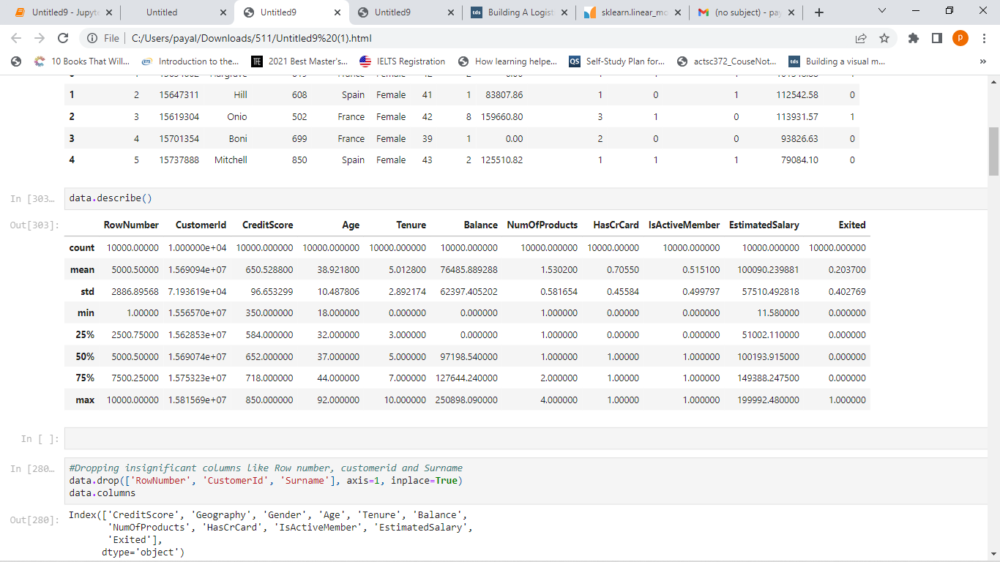 Untitled9 - Jupyte
Untitled
Untitled9
Untitled9
Building A Logist
sklearn.linear_mo
(no subject) - pay
File C:/Users/payal/Downloads/511/Untitled9%20(1).html P
10 Books That Will... Introduction to the... 2021 Best Master's... IELTS Registration How learning helpe... Self-Study Plan for... actsc372_CouseNot... Building a visual m... »
1 2 15647311 Hill 608 Spain Female 41 1 83807.86 1 0 1 112542.58 0
2 3 15619304 Onio 502 France Female 42 8 159660.80 3 1 0 113931.57 1
3 4 15701354 Boni 699 France Female 39 1 0.00 2 0 0 93826.63 0
4 5 15737888 Mitchell 850 Spain Female 43 2 125510.82 1 1 1 79084.10 0
In [303... data.describe()
Out[303]: RowNumber CustomerId CreditScore Age Tenure Balance NumOfProducts HasCrCard IsActiveMember EstimatedSalary Exited
count 10000.00000 1.000000e+04 10000.000000 10000.000000 10000.000000 10000.000000 10000.000000 10000.00000 10000.000000 10000.000000 10000.000000
mean 5000.50000 1.569094e+07 650.528800 38.921800 5.012800 76485.889288 1.530200 0.70550 0.515100 100090.239881 0.203700
std 2886.89568 7.193619e+04 96.653299 10.487806 2.892174 62397.405202 0.581654 0.45584 0.499797 57510.492818 0.402769
min 1.00000 1.556570e+07 350.000000 18.000000 0.000000 0.000000 1.000000 0.00000 0.000000 11.580000 0.000000
25% 2500.75000 1.562853e+07 584.000000 32.000000 3.000000 0.000000 1.000000 0.00000 0.000000 51002.110000 0.000000
50% 5000.50000 1.569074e+07 652.000000 37.000000 5.000000 97198.540000 1.000000 1.00000 1.000000 100193.915000 0.000000
75% 7500.25000 1.575323e+07 718.000000 44.000000 7.000000 127644.240000 2.000000 1.00000 1.000000 149388.247500 0.000000
max 10000.00000 1.581569e+07 850.000000 92.000000 10.000000 250898.090000 4.000000 1.00000 1.000000 199992.480000 1.000000
In [ ]:
In [280... #Dropping insignificant columns like Row number, customerid and Surname
data.drop(['RowNumber', 'CustomerId', 'Surname'], axis=1, inplace=True)
data.columns
Out[280]: Index(['CreditScore', 'Geography', 'Gender', 'Age', 'Tenure', 'Balance',
'NumOfProducts', 'HasCrCard', 'IsActiveMember', 'EstimatedSalary',
'Exited'],
dtype='object')